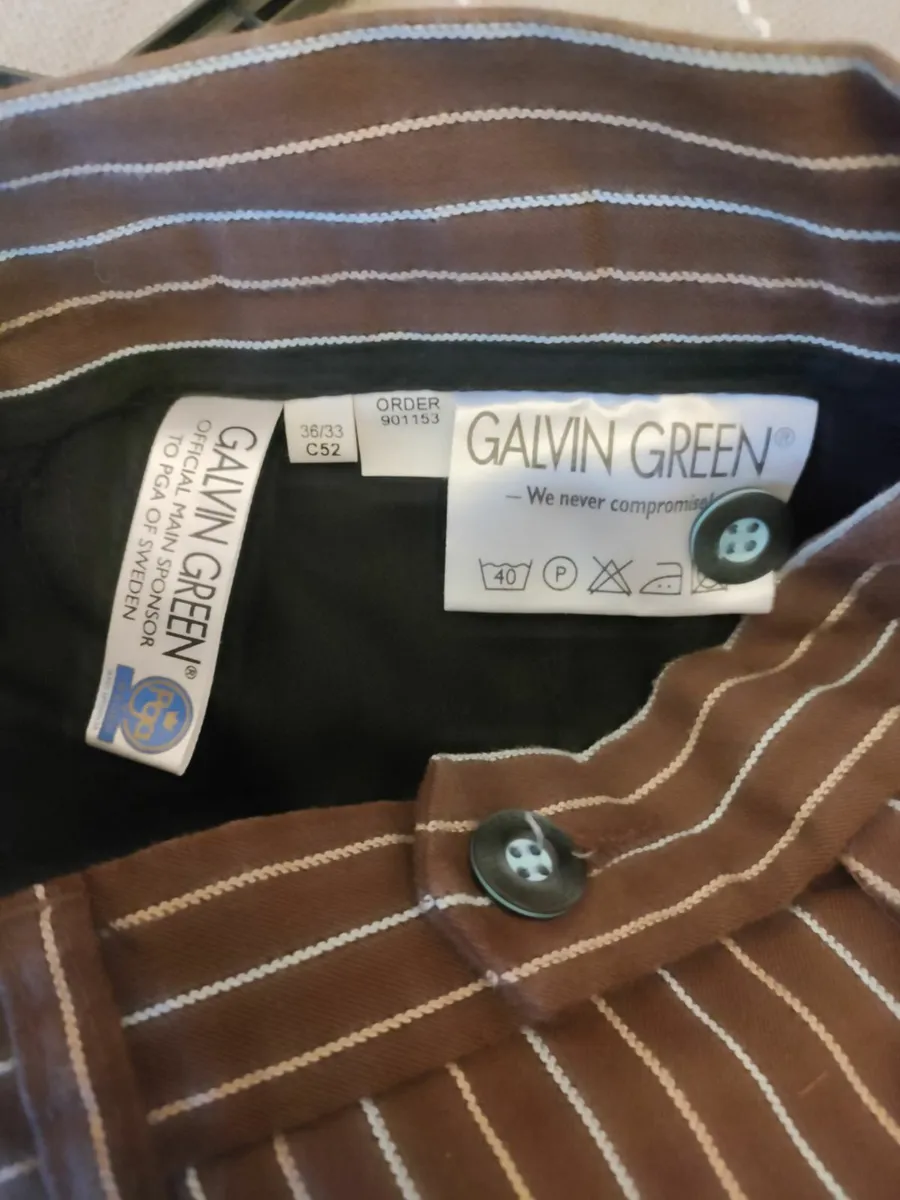 GALVIN GREEN®
OFFICIAL MAIN SPONSOR
TO PGA OF SWEDEN
PGA
36/33
C52
ORDER
901153
GALVIN GREEN®
– We never compromise!
40
P